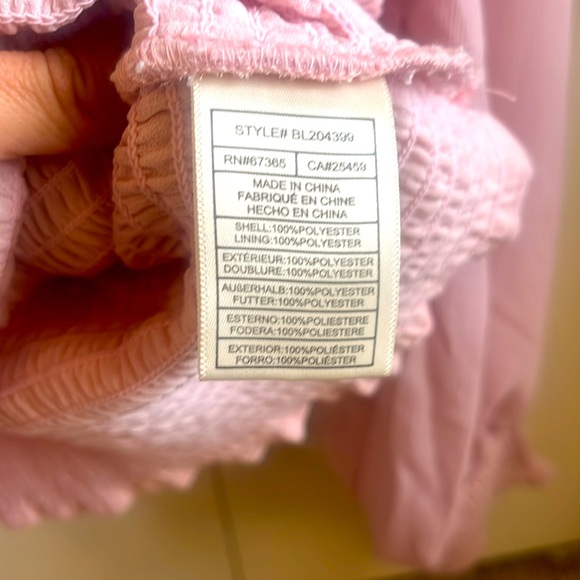 STYLE# BL204399
RN#67365 CA#25459
MADE IN CHINA
FABRIQUÉ EN CHINE
HECHO EN CHINA
SHELL:100%POLYESTER
LINING:100%POLYESTER
EXTÉRIEUR:100%POLYESTER
DOUBLURE:100%POLYESTER
AUßERHALB:100%POLYESTER
FUTTER:100%POLYESTER
ESTERNO:100%POLIESTERE
FODERA:100%POLIESTERE
EXTERIOR:100%POLIÉSTER
FORRO:100%POLIÉSTER